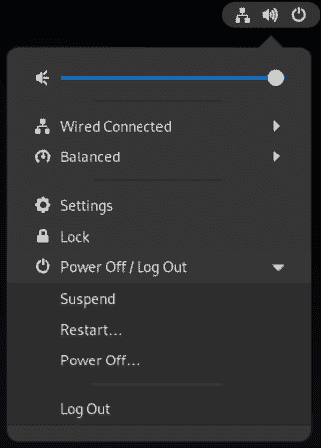 Wired Connected
Balanced
Settings
Lock
Power Off / Log Out
Suspend
Restart...
Power Off...
Log Out